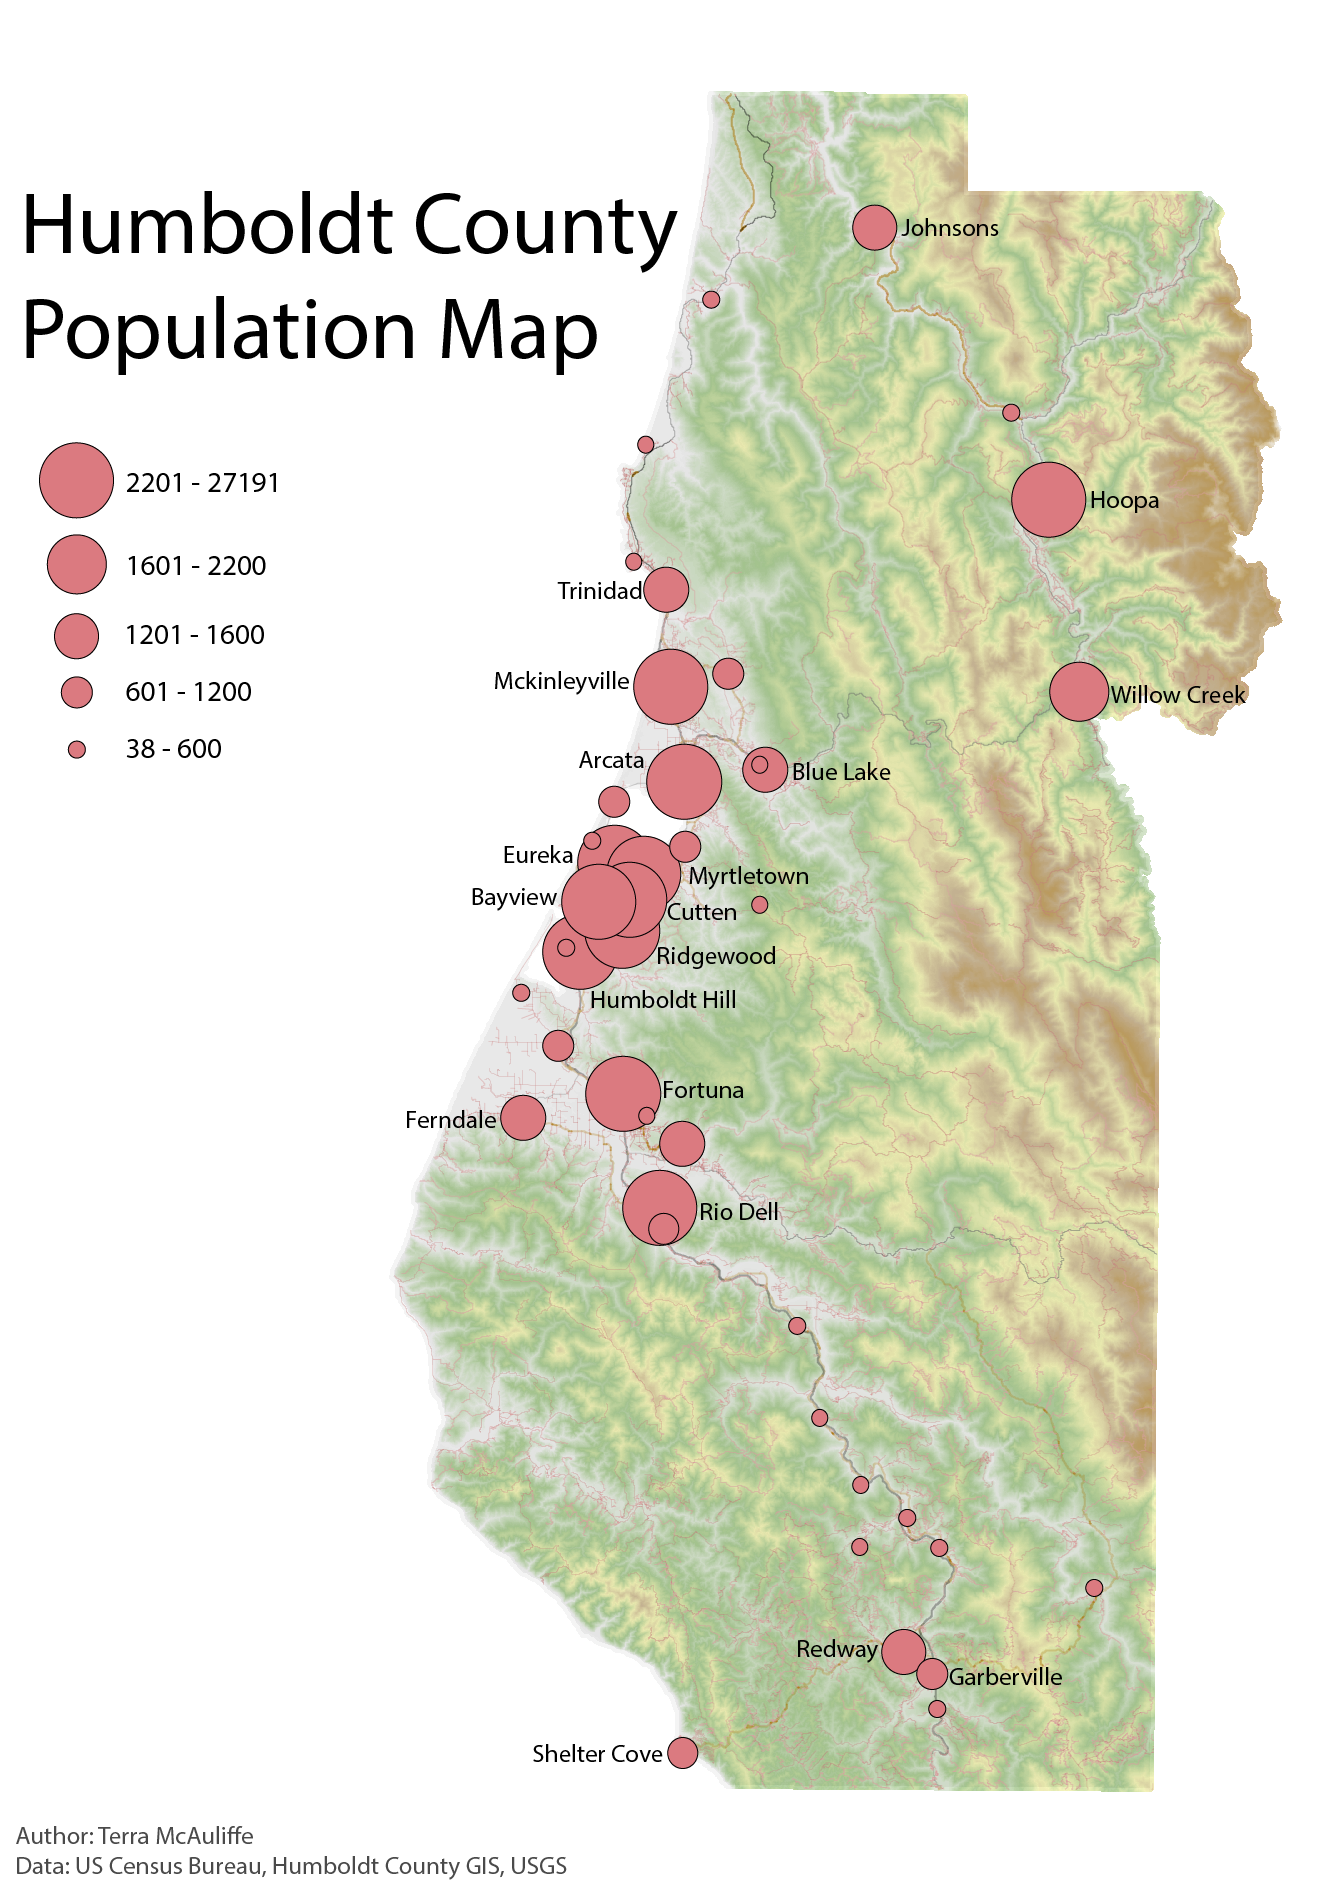 Humboldt County
Population Map
2201 - 27191
1601 - 2200
1201 - 1600
601 - 1200
38 - 600
Johnsons
Hoopa
Trinidad
Mckinleyville
Willow Creek
Arcata
Blue Lake
Eureka
Myrtletown
Bayview
Cutten
Ridgewood
Humboldt Hill
Fortuna
Ferndale
Rio Dell
Redway
Garberville
Shelter Cove
Author: Terra McAuliffe
Data: US Census Bureau, Humboldt County GIS, USGS